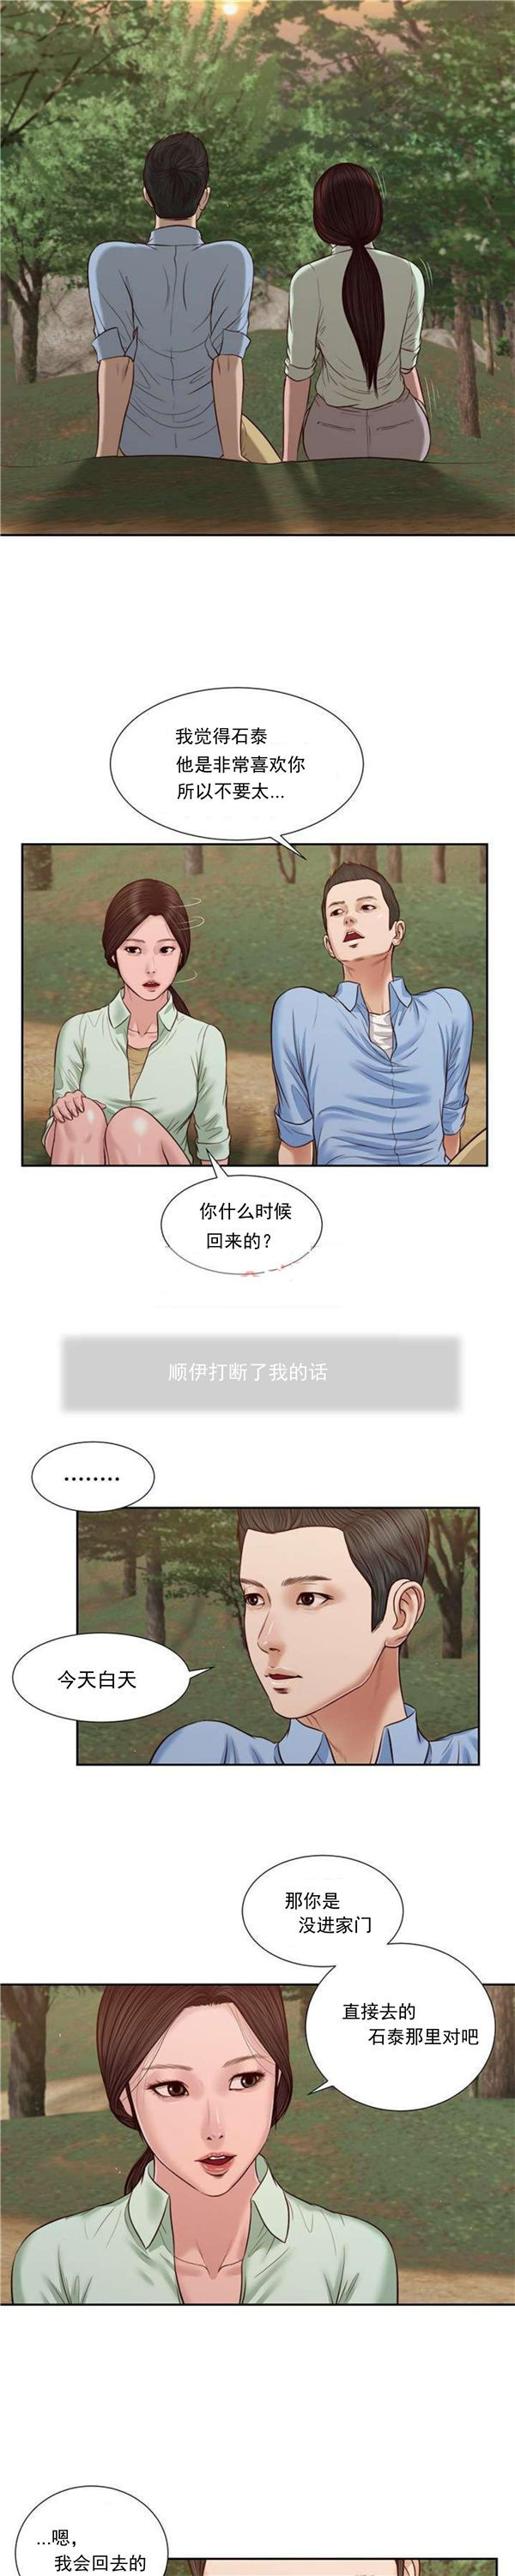 我觉得石泰
他是非常喜欢你
所以不要太...
你什么时候
回来的？
顺伊打断了我的话
........
今天白天
那你是
没进家门
直接去的
石泰那里对吧
...嗯，
我会回去的